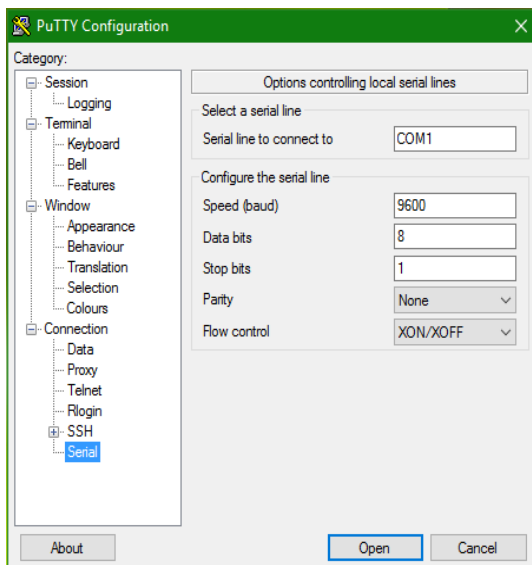 PuTTY Configuration
Category:
Session
Logging
Terminal
Keyboard
Bell
Features
Window
Appearance
Behaviour
Translation
Selection
Colours
Connection
Data
Proxy
Telnet
Rlogin
SSH
Serial
Options controlling local serial lines
Select a serial line
Serial line to connect to COM1
Configure the serial line
Speed (baud) 9600
Data bits 8
Stop bits 1
Parity None
Flow control XON/XOFF
About Open Cancel